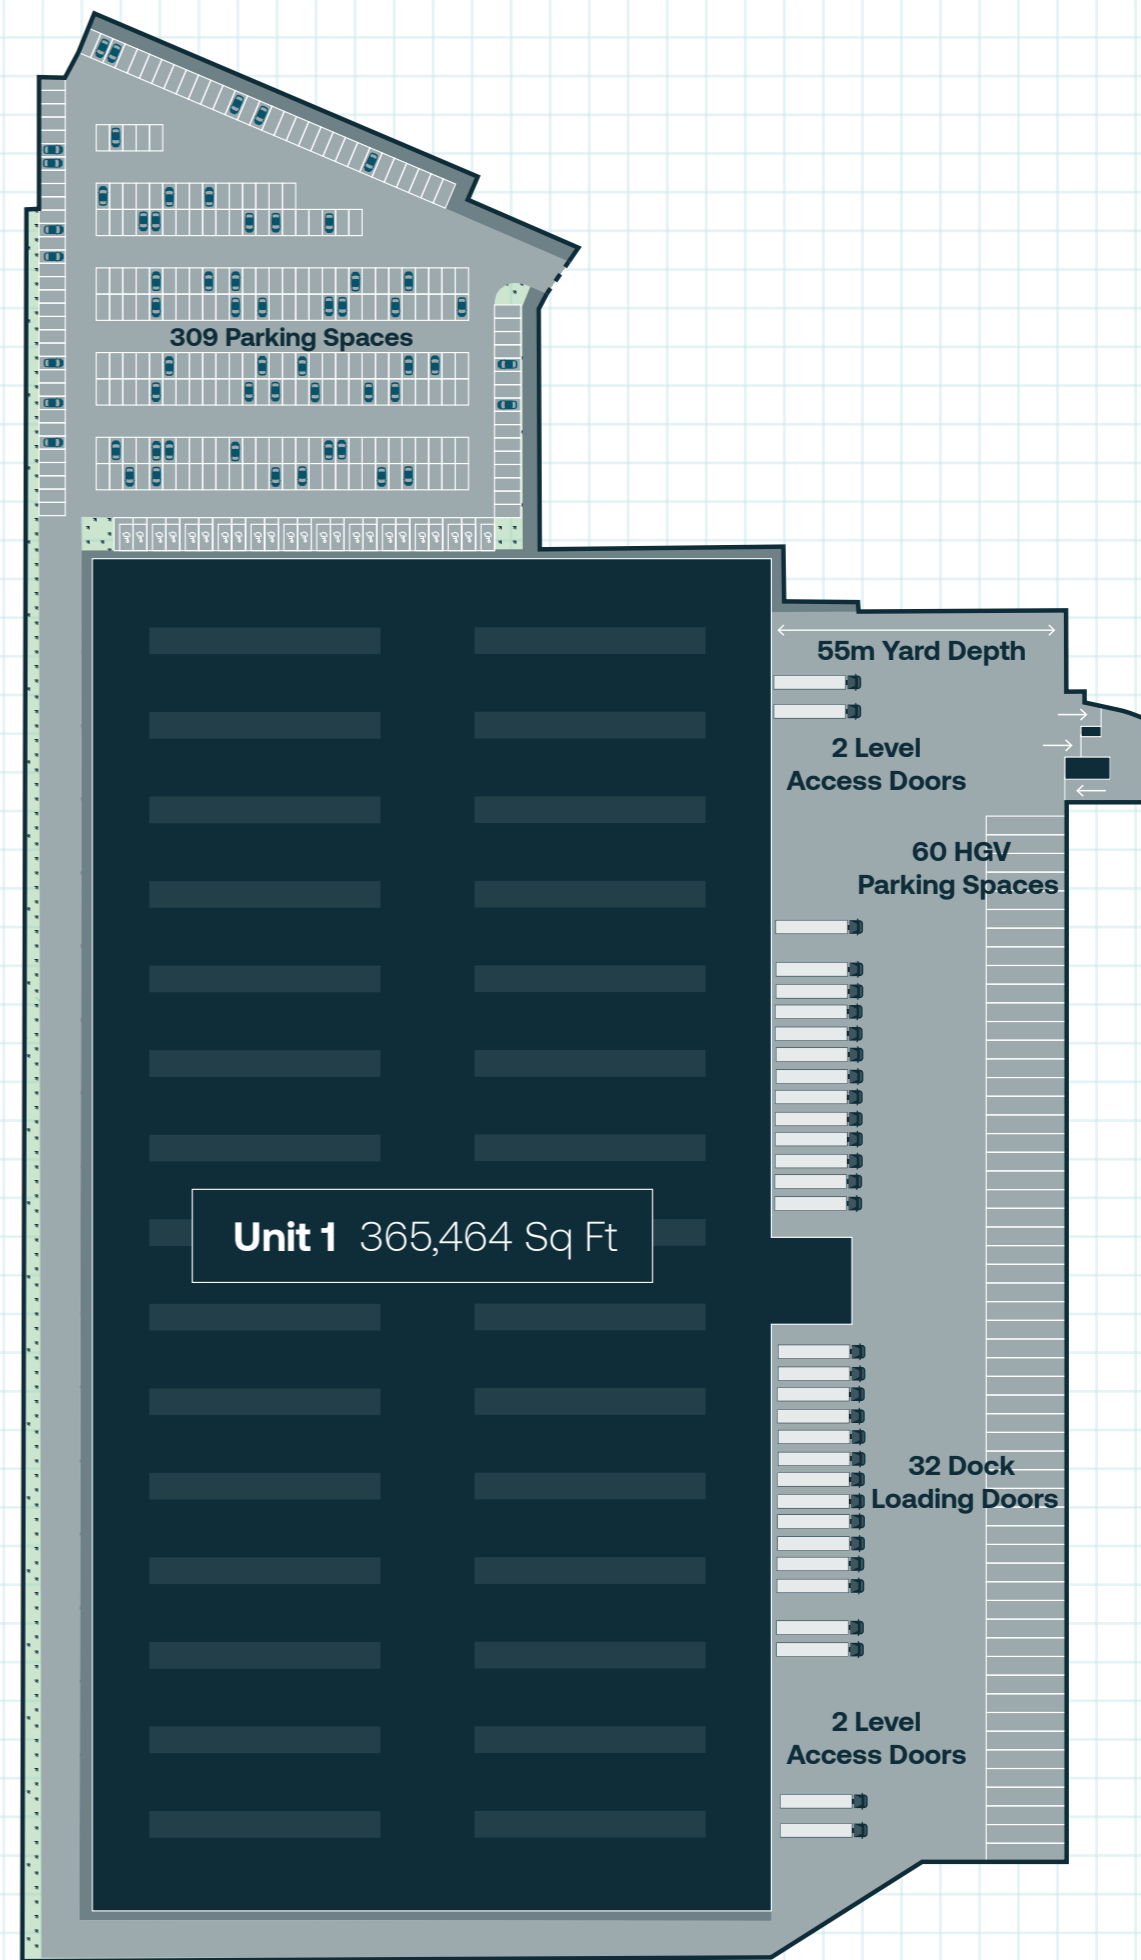 309 Parking Spaces
55m Yard Depth
2 Level
Access Doors
60 HGV
Parking Spaces
Unit 1 365,464 Sq Ft
32 Dock
Loading Doors
2 Level
Access Doors